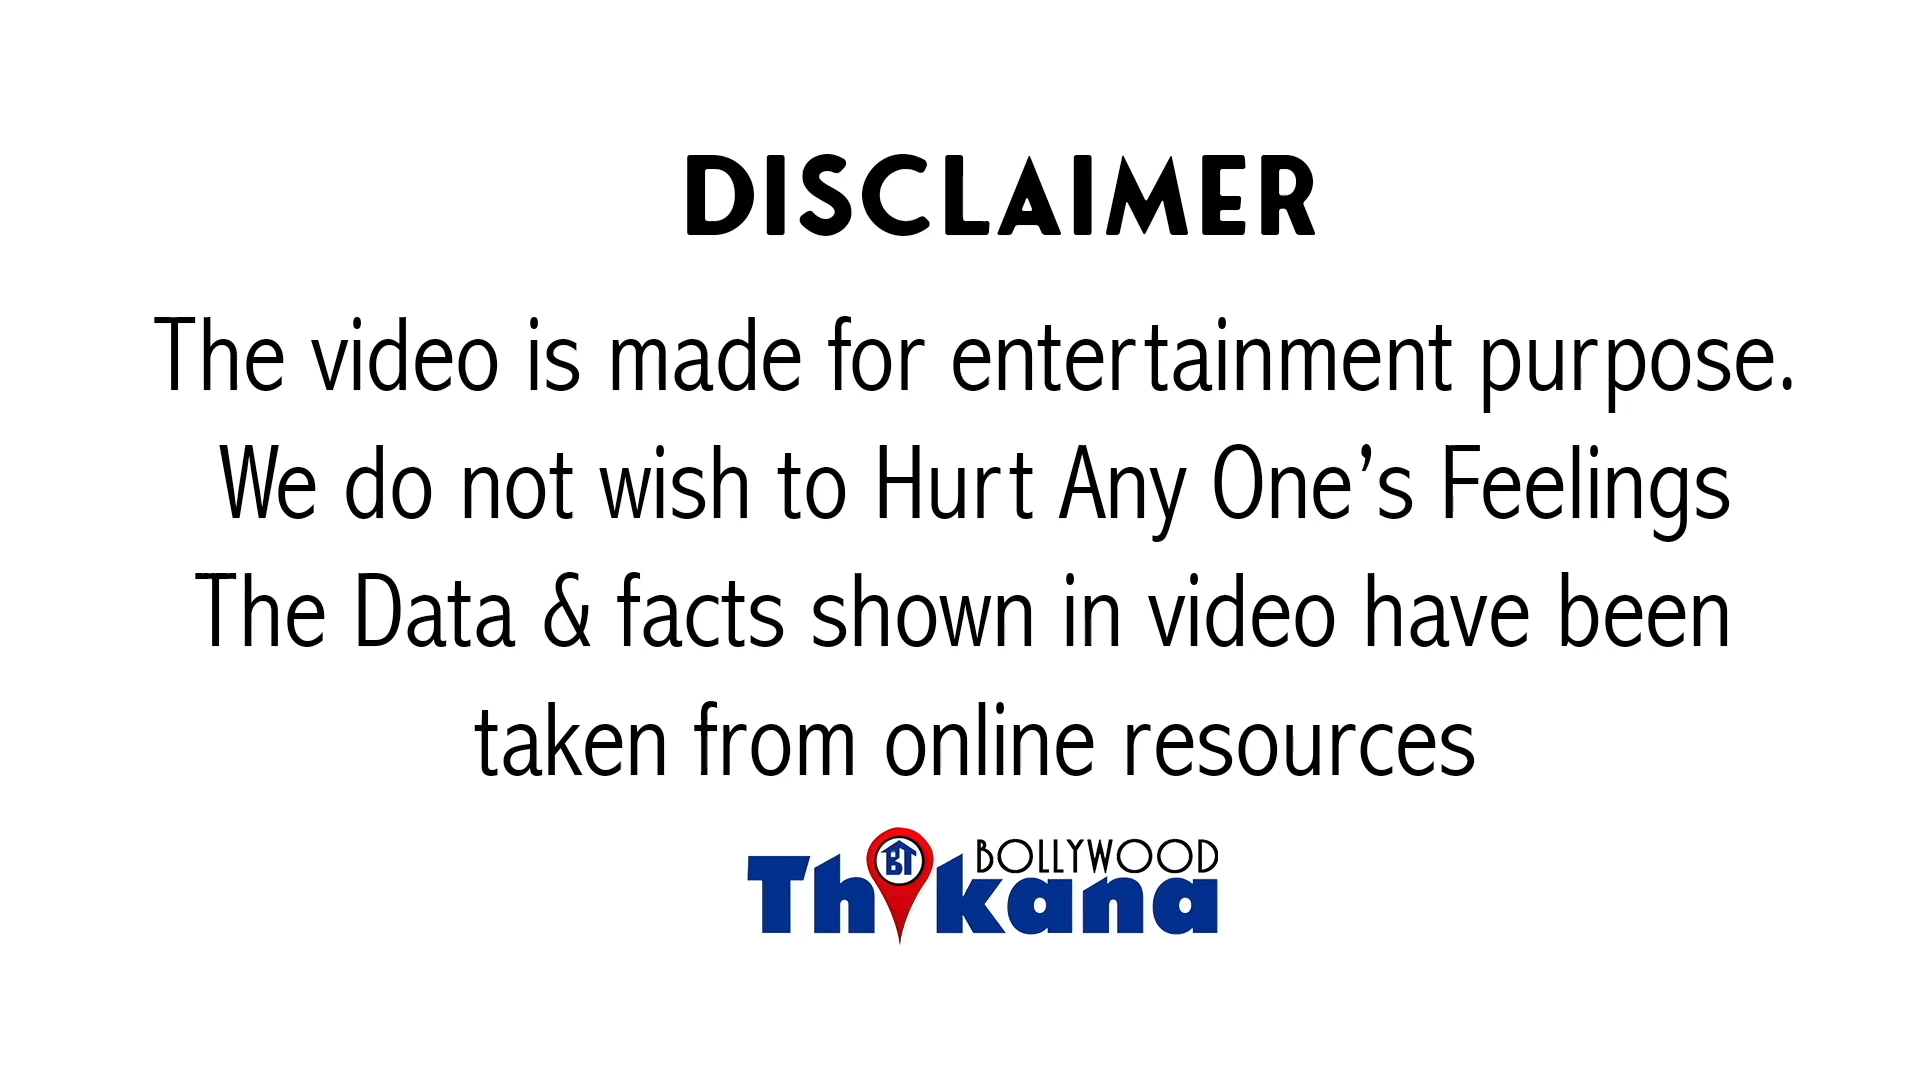 DISCLAIMER
The video is made for entertainment purpose.
We do not wish to Hurt Any One’s Feelings
The Data & facts shown in video have been
taken from online resources
BOLLYWOOD
BT
Thikana